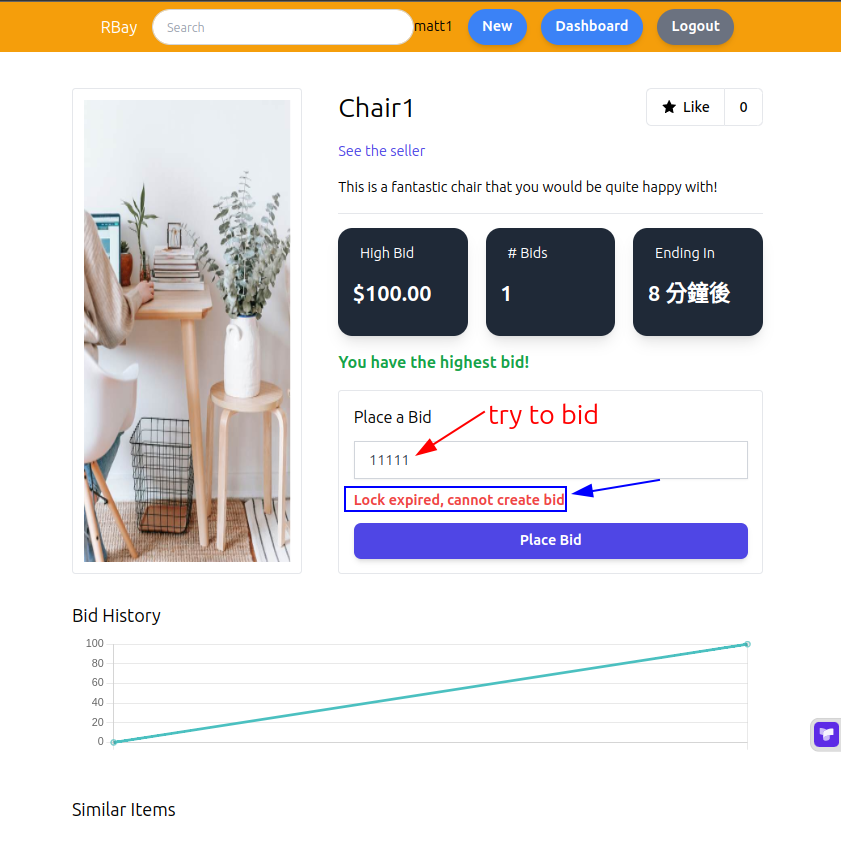 RBay Search matt1 New Dashboard Logout
Chair1
Like 0
See the seller
This is a fantastic chair that you would be quite happy with!
High Bid # Bids Ending In
$100.00 1 8 分鐘後
You have the highest bid!
Place a Bid
try to bid
11111
Lock expired, cannot create bid
Place Bid
Bid History
100
80
60
40
20
0
Similar Items